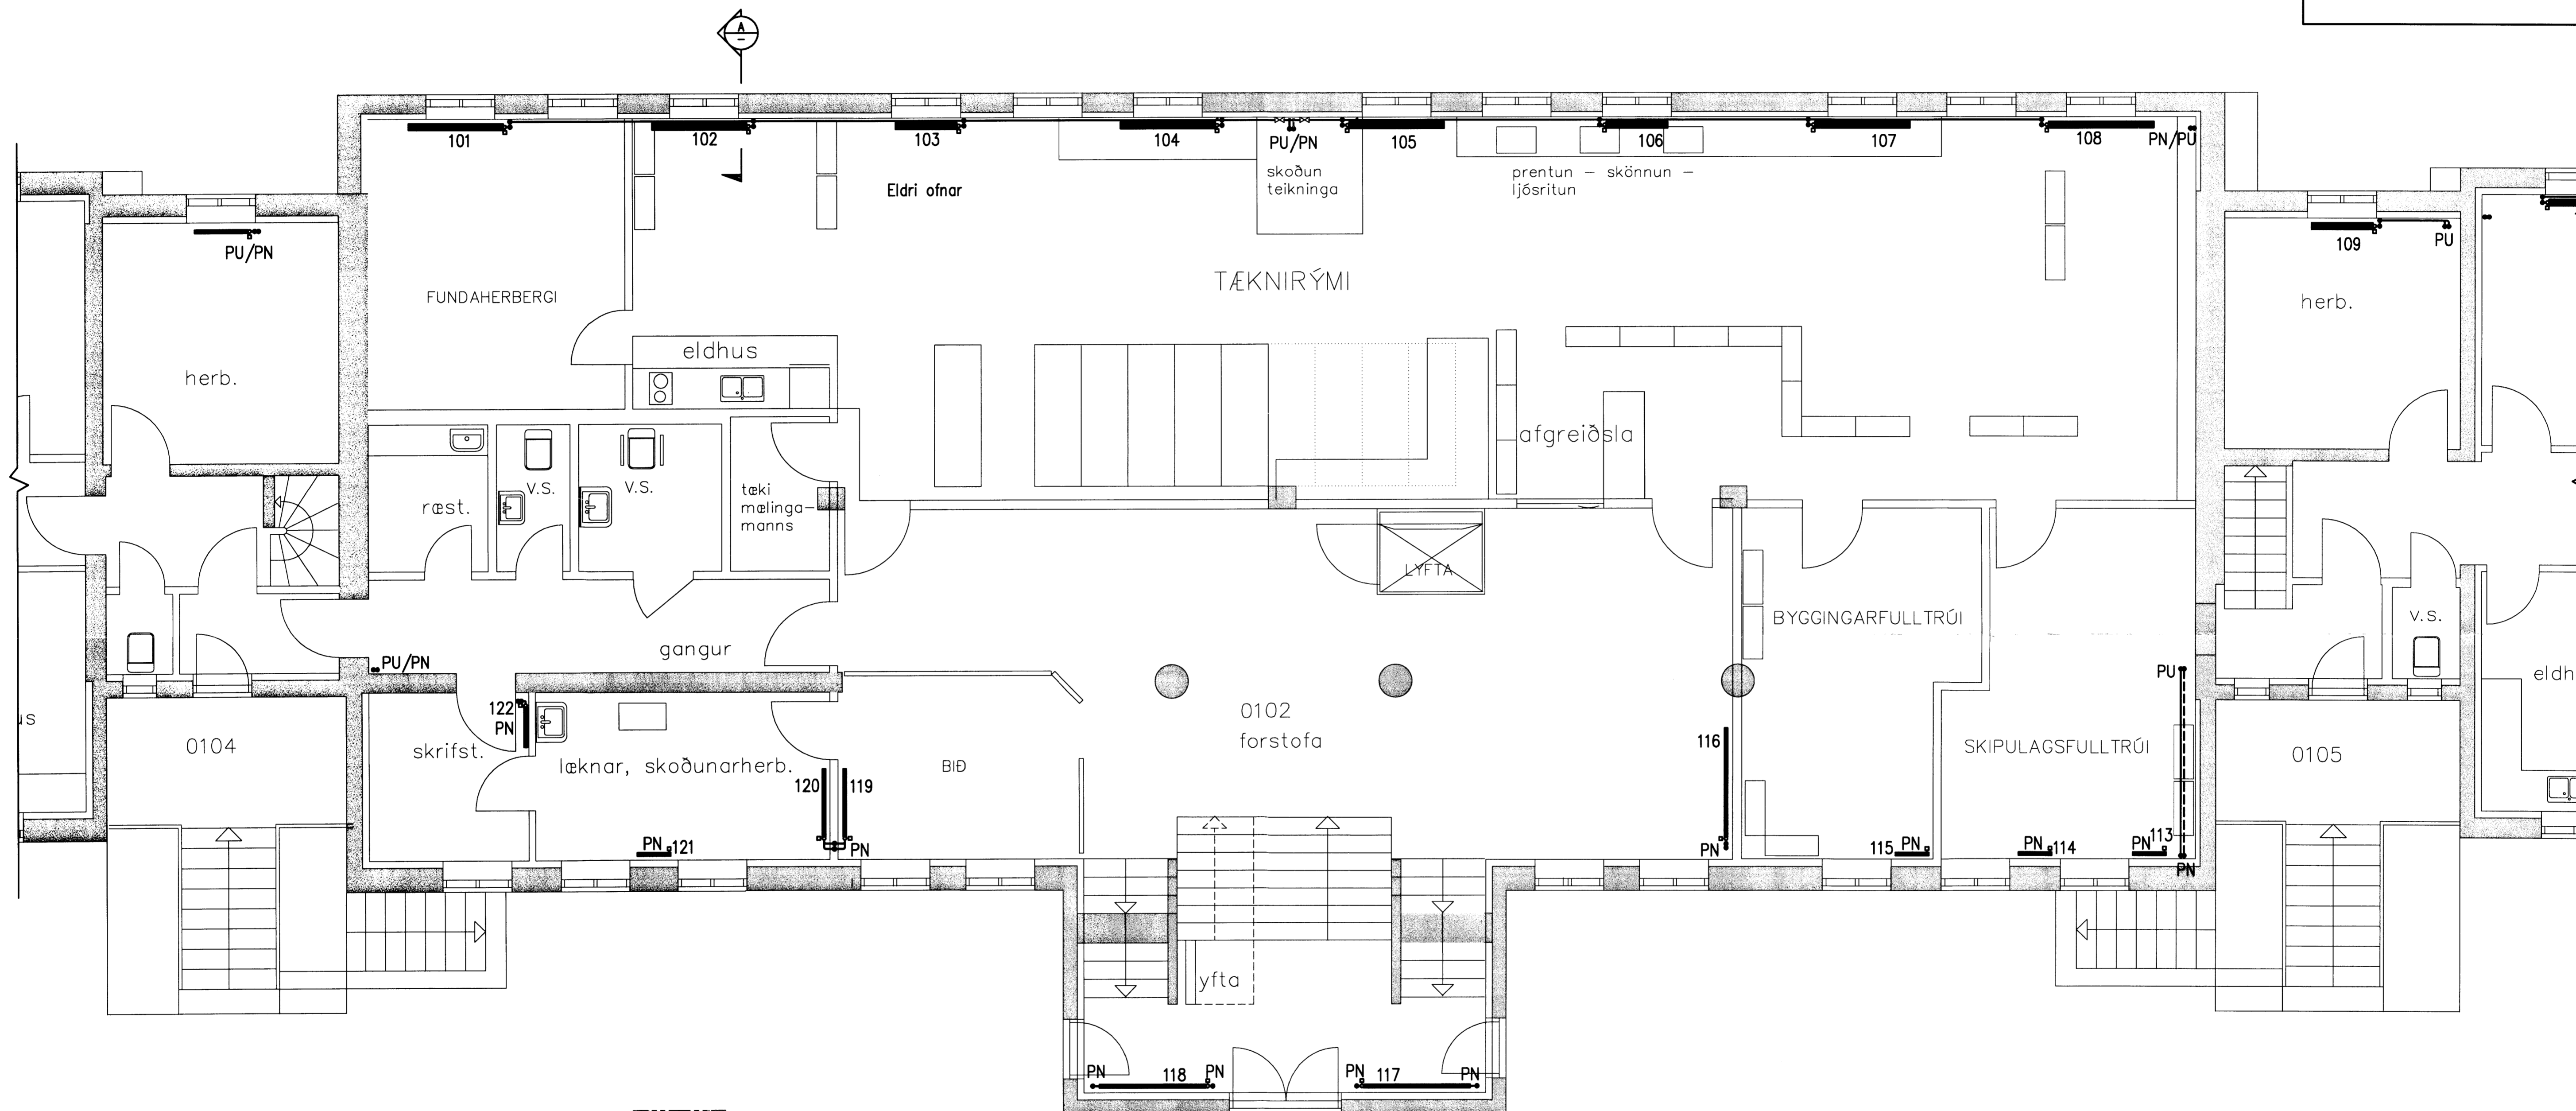 A
–
101
102
103
104
PU/PN
105
106
107
108
PN/PU
Eldri ofnar
skoðun
teikninga
prentun – skönnun –
ljósritun
PU/PN
109
PU
FUNDAHERBERGI
TÆKNIRÝMI
herb.
herb.
eldhus
afgreiðsla
ræst.
V.S.
V.S.
tæki
mælinga–
manns
LYFTA
BYGGINGARFULLTRÚI
V.S.
gangur
PU/PN
PU
eldh
122
PN
us
0104
skrifst.
læknar, skoðunarherb.
BIÐ
0102
forstofa
116
SKIPULAGSFULLTRÚI
0105
120
119
PN
121
PN
PN
115
PN
PN
114
PN
113
PN
yfta
PN
118
PN
PN
117
PN